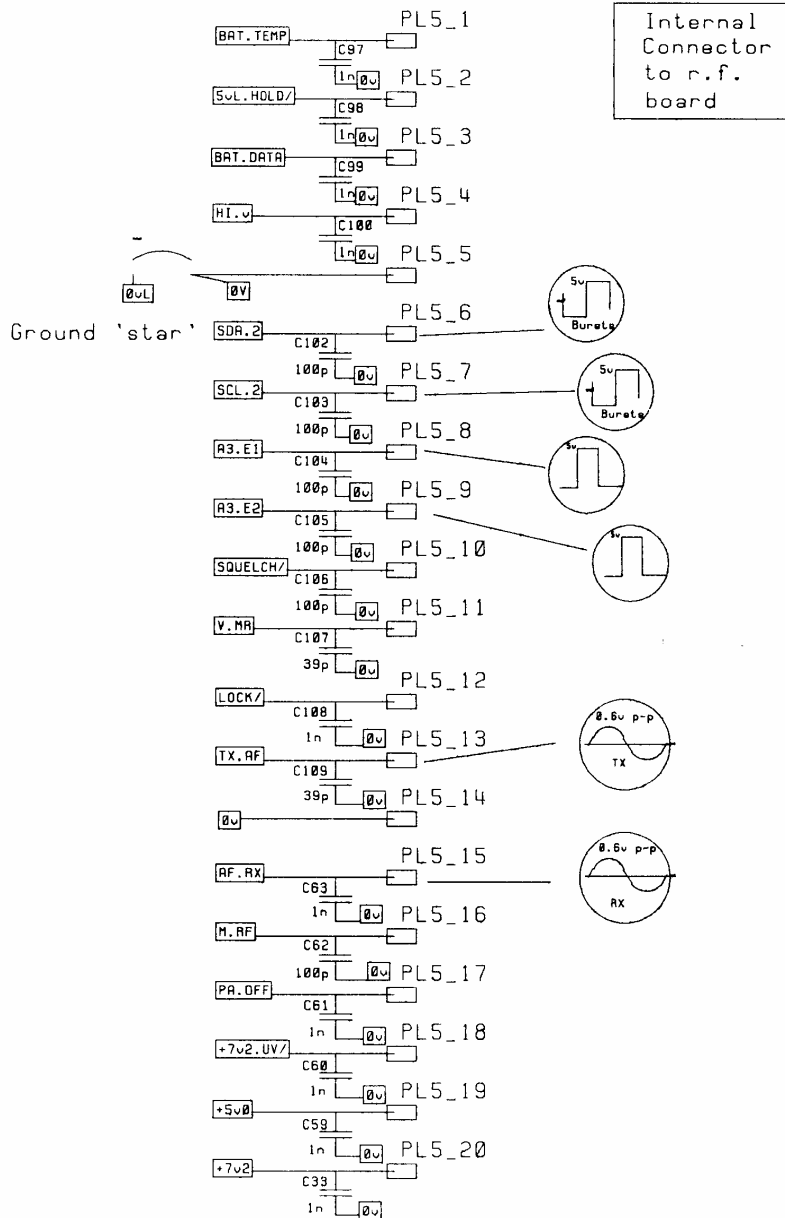 Internal
Connector
to r.f.
board
PL5_1
BAT.TEMP
C97
1n 0v
PL5_2
5vL.HOLD/
C98
1n 0v
PL5_3
BAT.DATA
C99
1n 0v
PL5_4
HI.v
C100
1n 0v
PL5_5
0vL
0V
Ground 'star'
PL5_6
SDA.2
C102
100p 0v
5v
Bursts
PL5_7
SCL.2
C103
100p 0v
5v
Bursts
PL5_8
A3.E1
C104
100p 0v
5v
PL5_9
A3.E2
C105
100p 0v
5v
PL5_10
SQUELCH/
C106
100p 0v
PL5_11
V.MR
C107
39p 0v
PL5_12
LOCK/
C108
1n 0v
PL5_13
TX.AF
C109
39p 0v
0.6v p-p
TX
PL5_14
0v
PL5_15
AF.RX
C63
1n 0v
0.6v p-p
RX
PL5_16
M.RF
C62
100p 0v
PL5_17
PA.OFF
C61
1n 0v
PL5_18
+7v2.UV/
C60
1n 0v
PL5_19
+5v0
C59
1n 0v
PL5_20
+7v2
C33
1n 0v